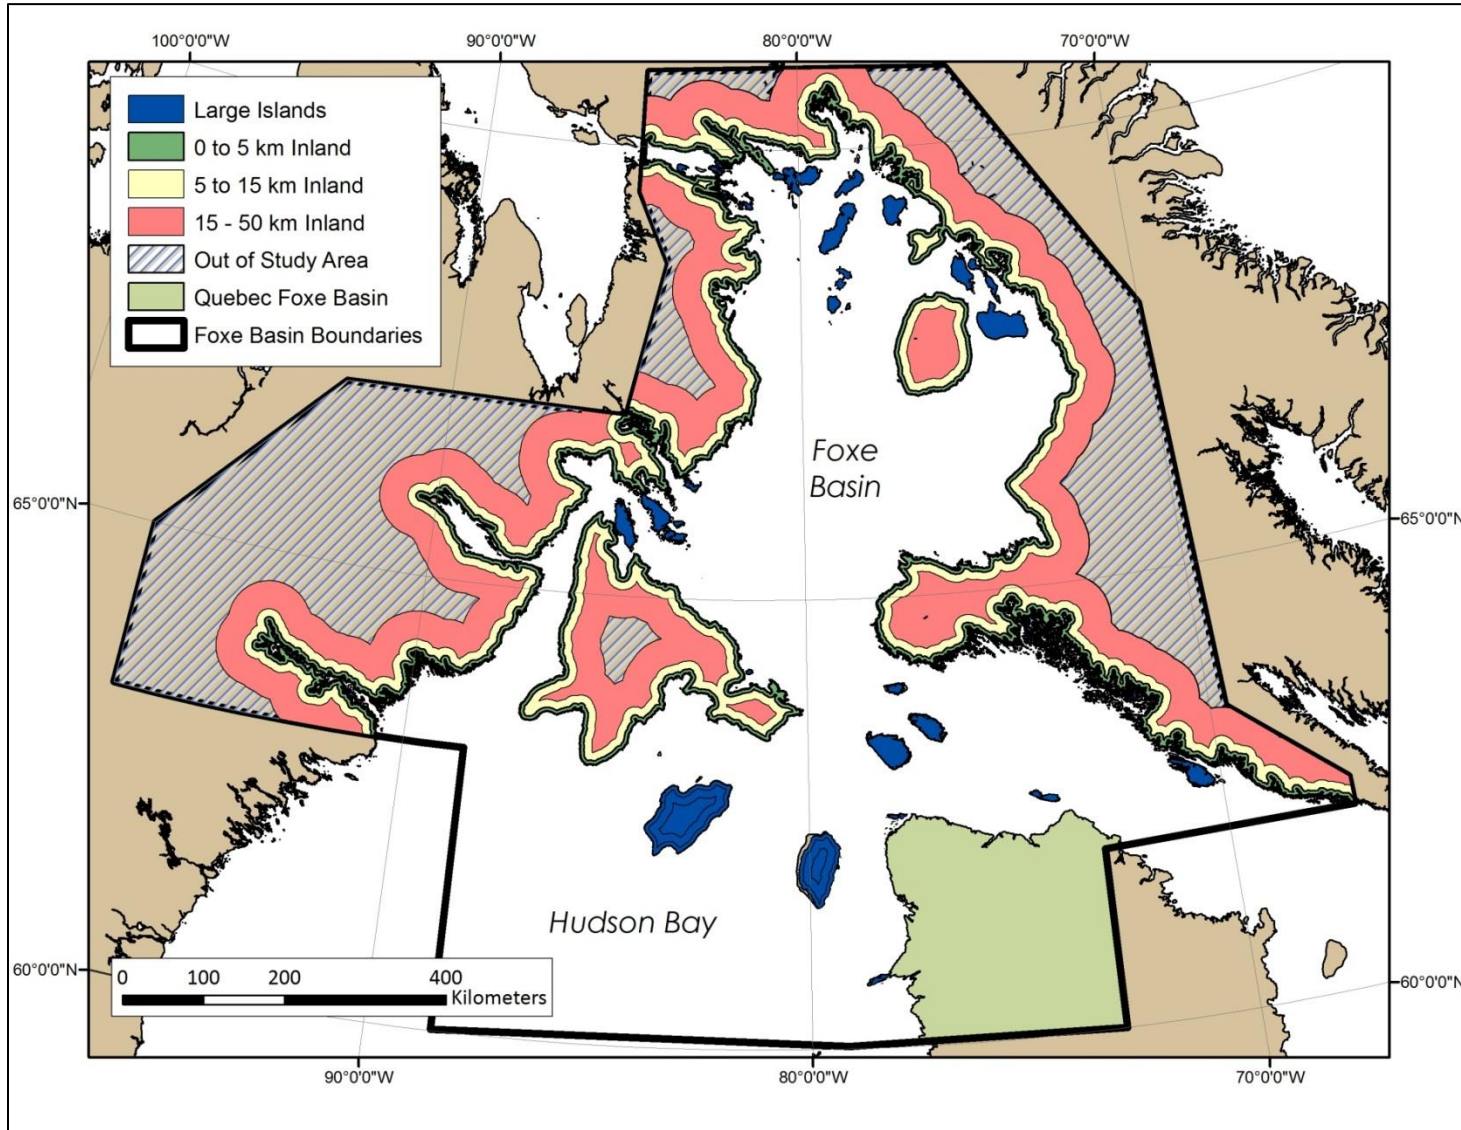 100°0'0"W 90°0'0"W 80°0'0"W 70°0'0"W
Large Islands
0 to 5 km Inland
5 to 15 km Inland
15 - 50 km Inland
Out of Study Area
Quebec Foxe Basin
Foxe Basin Boundaries
Foxe
Basin
65°0'0"N
65°0'0"N
Hudson Bay
60°0'0"N
60°0'0"N
0 100 200 400
Kilometers
90°0'0"W 80°0'0"W 70°0'0"W